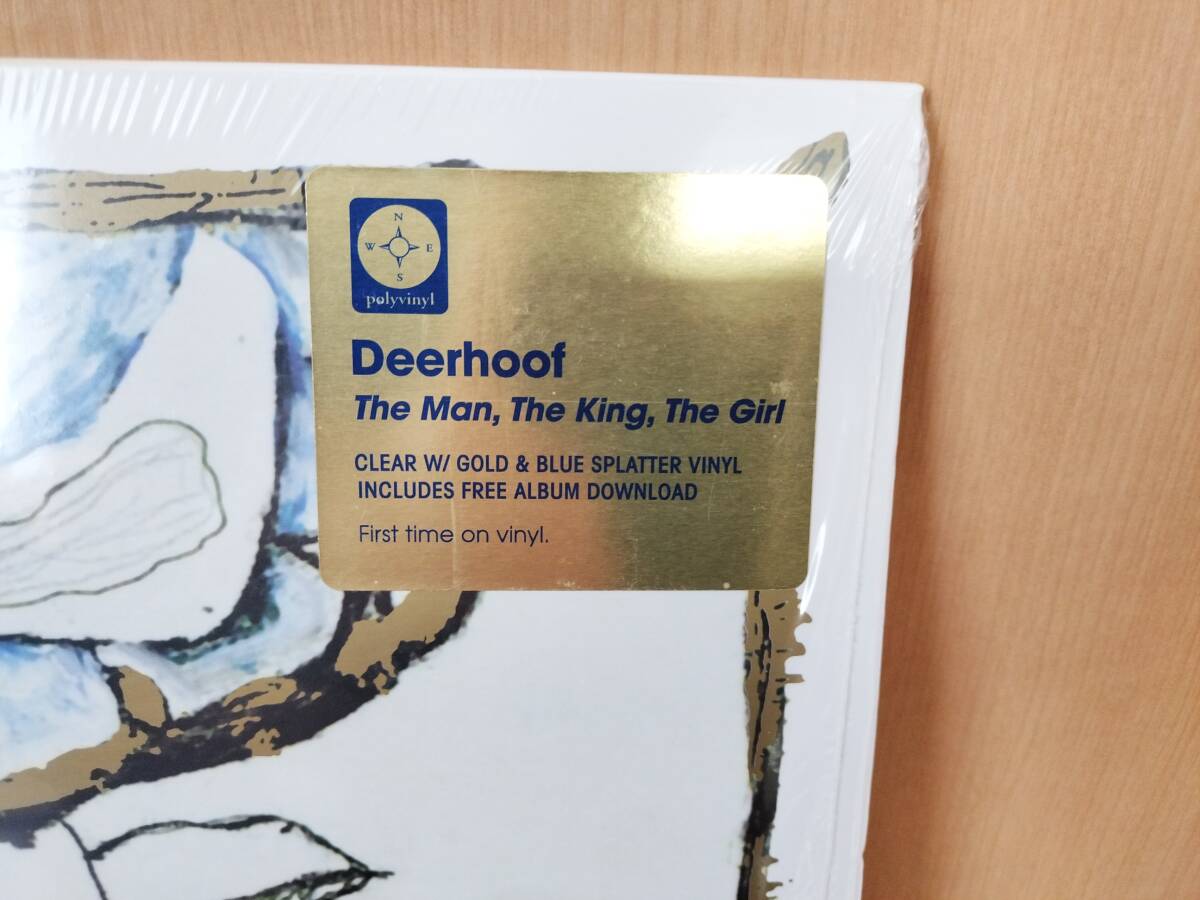 N
W E
S
polyvinyl
Deerhoof
The Man, The King, The Girl
CLEAR W/ GOLD & BLUE SPLATTER VINYL
INCLUDES FREE ALBUM DOWNLOAD
First time on vinyl.